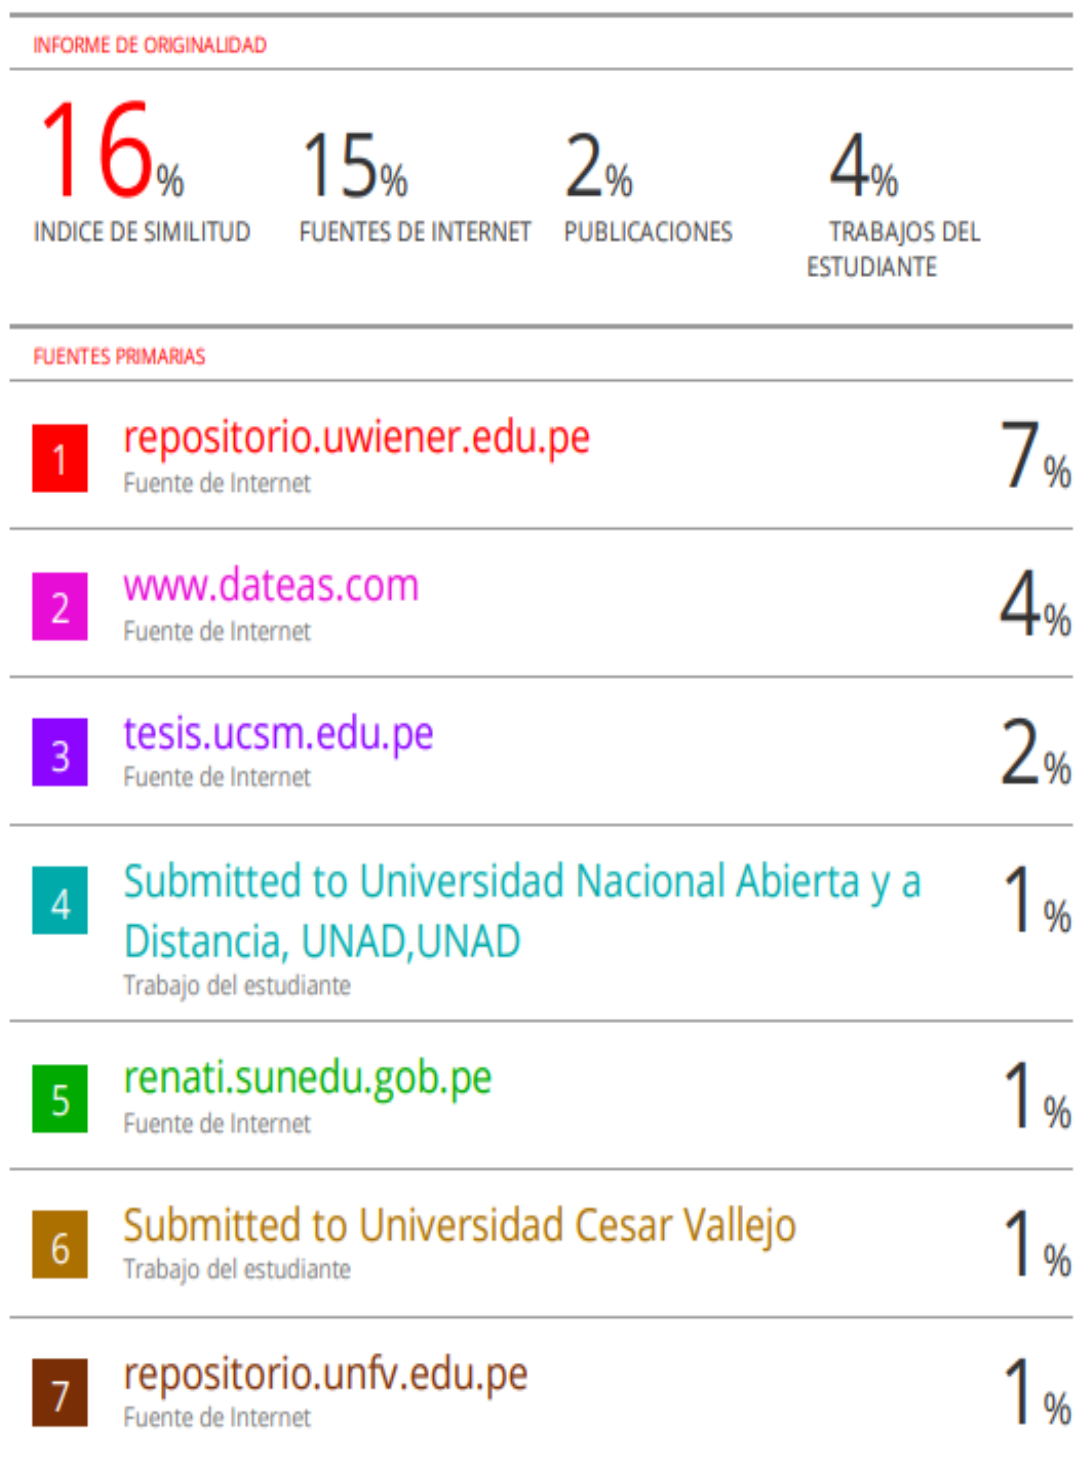 INFORME DE ORIGINALIDAD
16%
15%
2%
4%
INDICE DE SIMILITUD
FUENTES DE INTERNET
PUBLICACIONES
TRABAJOS DEL
ESTUDIANTE
FUENTES PRIMARIAS
1
repositorio.uwiener.edu.pe
Fuente de Internet
7%
2
www.dateas.com
Fuente de Internet
4%
3
tesis.ucsm.edu.pe
Fuente de Internet
2%
4
Submitted to Universidad Nacional Abierta y a
Distancia, UNAD,UNAD
Trabajo del estudiante
1%
5
renati.sunedu.gob.pe
Fuente de Internet
1%
6
Submitted to Universidad Cesar Vallejo
Trabajo del estudiante
1%
7
repositorio.unfv.edu.pe
Fuente de Internet
1%